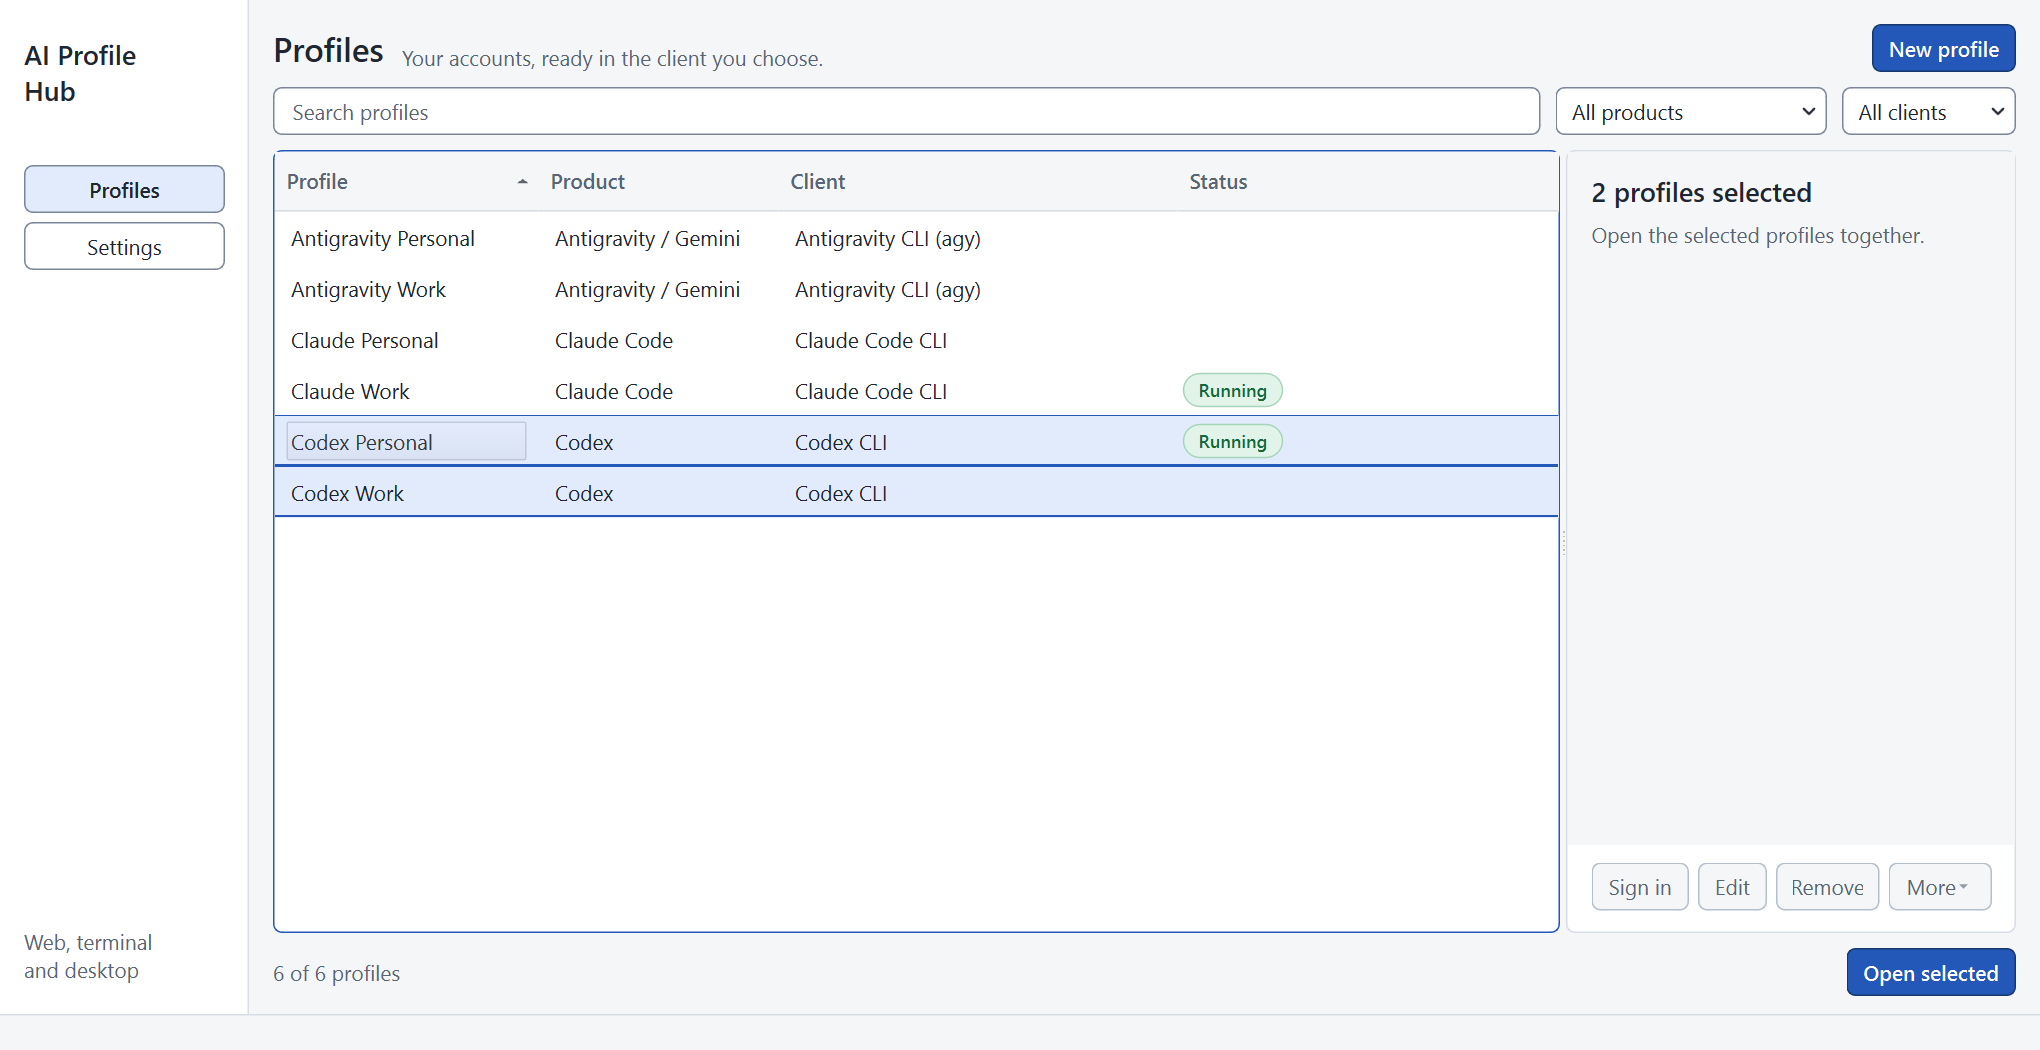 AI Profile
Hub
Profiles
Settings
Web, terminal
and desktop
Profiles Your accounts, ready in the client you choose.
New profile
Search profiles
All products
All clients
Profile Product Client Status
Antigravity Personal Antigravity / Gemini Antigravity CLI (agy)
Antigravity Work Antigravity / Gemini Antigravity CLI (agy)
Claude Personal Claude Code Claude Code CLI
Claude Work Claude Code Claude Code CLI Running
Codex Personal Codex Codex CLI Running
Codex Work Codex Codex CLI
2 profiles selected
Open the selected profiles together.
Sign in Edit Remove More
6 of 6 profiles
Open selected